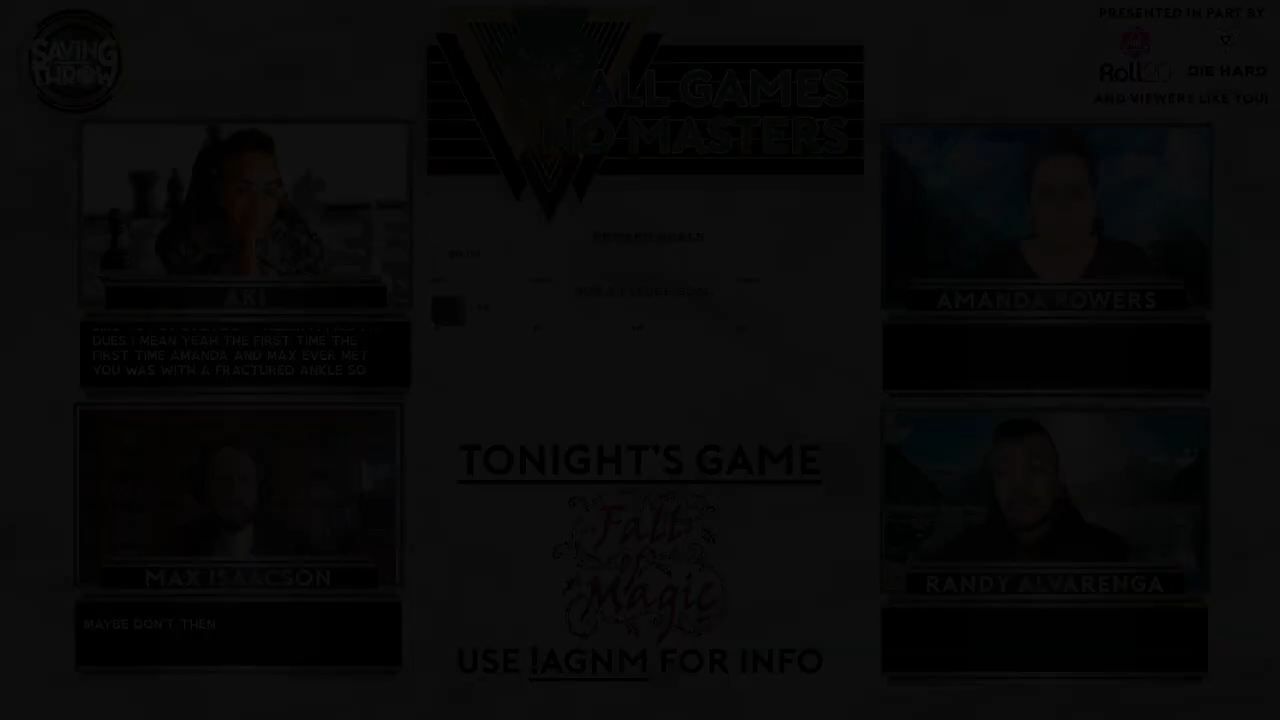 SAVING
THROW
ALL GAMES
NO MASTERS
PRESENTED IN PART BY
Roll20
DIE HARD
AND VIEWERS LIKE YOU!
AKI
DUES I MEAN YEAH THE FIRST TIME THE
FIRST TIME AMANDA AND MAX EVER MET
YOU WAS WITH A FRACTURED ANKLE SO
AMANDA POWERS
MAX ISAACSON
MAYBE DON'T THEN
TONIGHT'S GAME
Fall
of
Magic
USE !AGNM FOR INFO
RANDY ALVARENGA